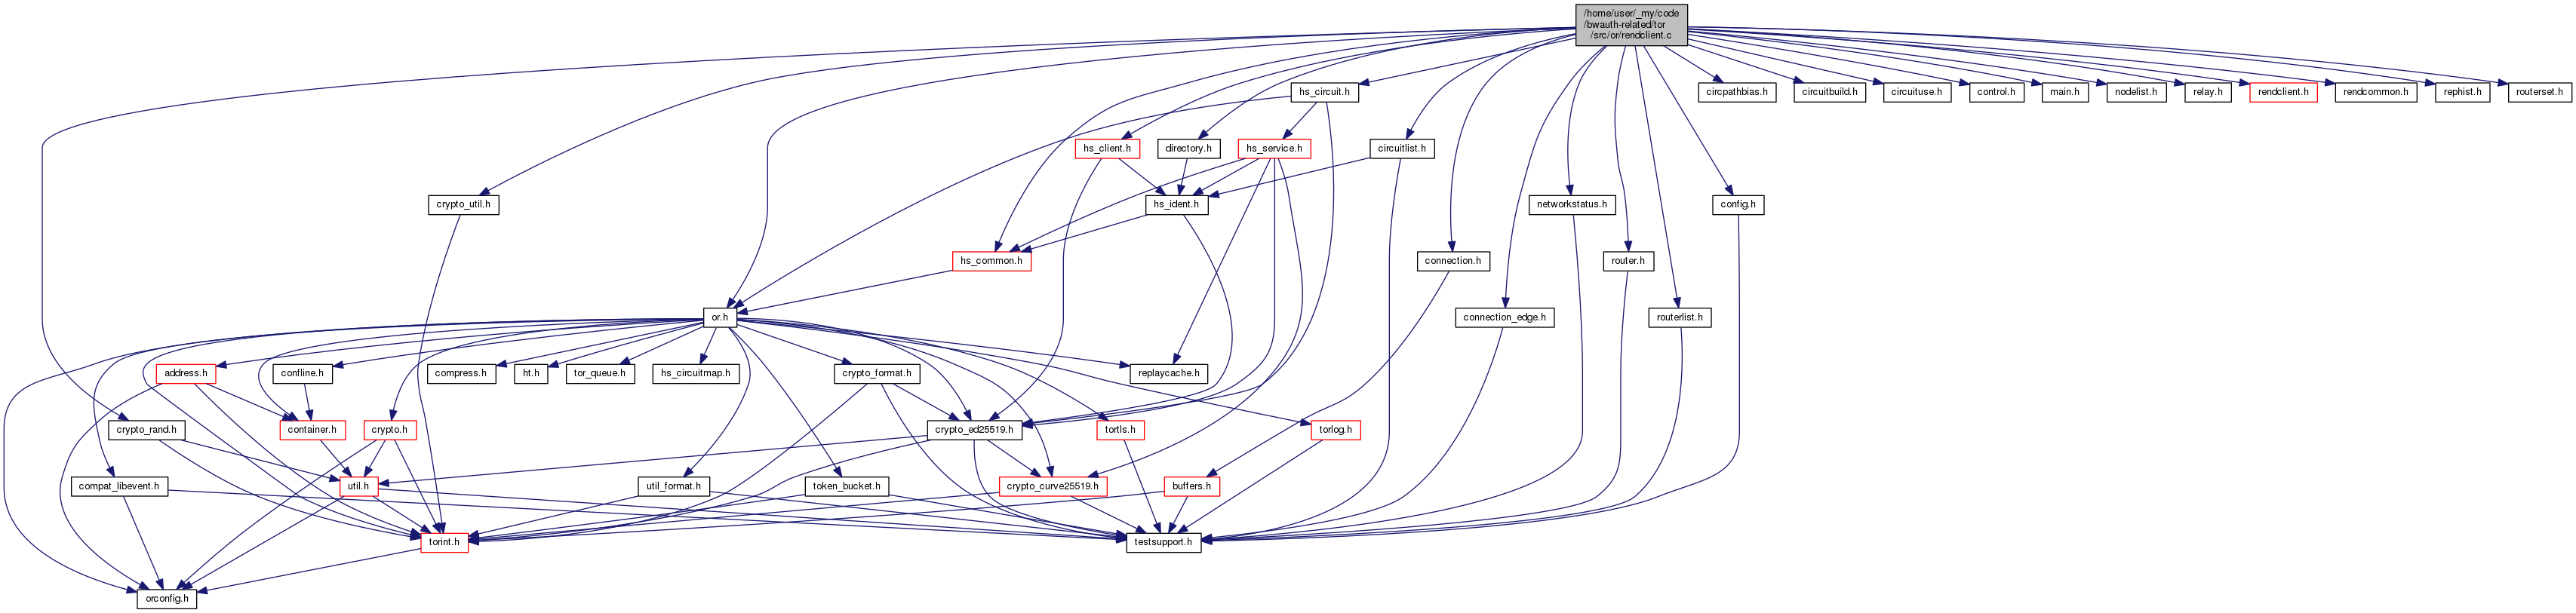 /home/user/_my/code
/bwauth-related/tor
/src/or/rendclient.c
hs_circuit.h
circpathbias.h
circuitbuild.h
circuituse.h
control.h
main.h
nodelist.h
relay.h
rendclient.h
rendcommon.h
rephist.h
routerset.h
hs_client.h
directory.h
hs_service.h
circuitlist.h
crypto_util.h
hs_ident.h
networkstatus.h
config.h
hs_common.h
connection.h
router.h
or.h
connection_edge.h
routerlist.h
address.h
confline.h
compress.h
ht.h
tor_queue.h
hs_circuitmap.h
crypto_format.h
replaycache.h
crypto_rand.h
container.h
crypto.h
crypto_ed25519.h
tortls.h
torlog.h
compat_libevent.h
util.h
util_format.h
token_bucket.h
crypto_curve25519.h
buffers.h
torint.h
testsupport.h
orconfig.h